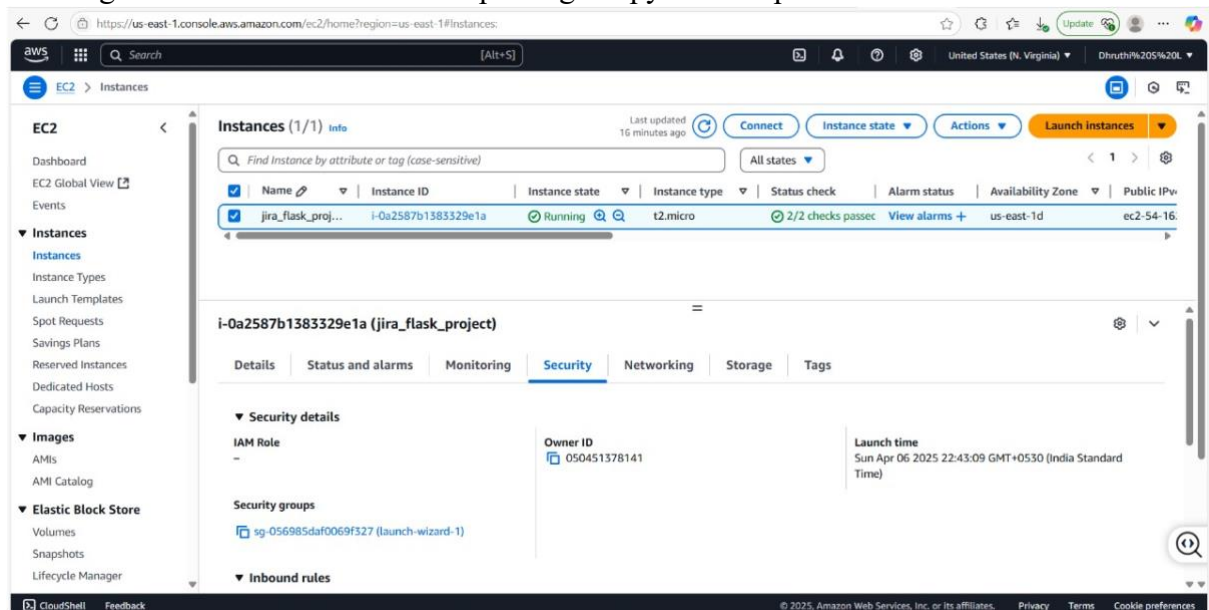 https://us-east-1.console.aws.amazon.com/ec2/home?region=us-east-1#Instances:
Update
aws Search [Alt+S] United States (N. Virginia) Dhruthi%20S%20L
EC2 > Instances
EC2
Dashboard
EC2 Global View
Events
Instances
Instances
Instance Types
Launch Templates
Spot Requests
Savings Plans
Reserved Instances
Dedicated Hosts
Capacity Reservations
Images
AMIs
AMI Catalog
Elastic Block Store
Volumes
Snapshots
Lifecycle Manager
Instances (1/1) Info
Last updated
16 minutes ago
Connect Instance state Actions Launch instances
Find Instance by attribute or tag (case-sensitive) All states 1
Name Instance ID Instance state Instance type Status check Alarm status Availability Zone Public IPv
jira_flask_proj... i-0a2587b1383329e1a Running t2.micro 2/2 checks passec View alarms + us-east-1d ec2-54-16
i-0a2587b1383329e1a (jira_flask_project)
Details Status and alarms Monitoring Security Networking Storage Tags
Security details
IAM Role Owner ID Launch time
– 050451378141 Sun Apr 06 2025 22:43:09 GMT+0530 (India Standard
Time)
Security groups
sg-056985daf0069f327 (launch-wizard-1)
Inbound rules
CloudShell Feedback © 2025, Amazon Web Services, Inc. or its affiliates. Privacy Terms Cookie preferences